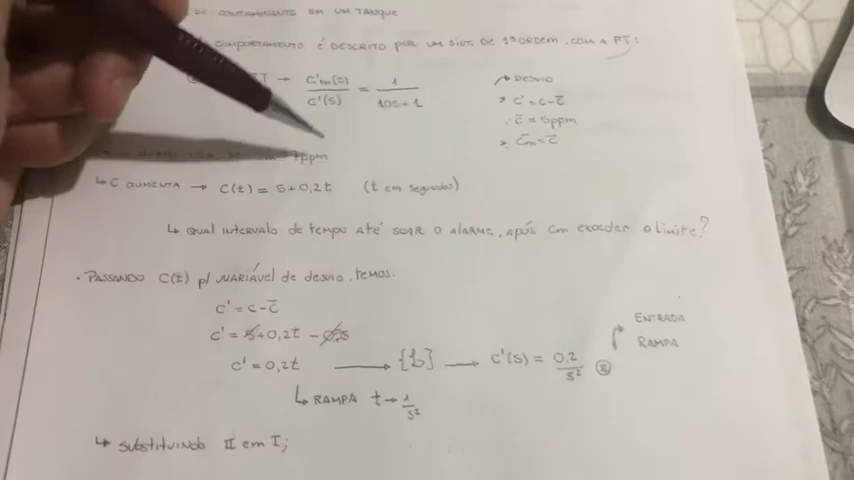 DE CONTAMINANTE EM UM TANQUE
COMPORTAMENTO É DESCRITO POR UM SIST. DE 1ª ORDEM, COM A FT:
FT → C'm(s) / C'(s) = 1 / 10s+1
→ DESVIO
→ C' = C - C̄
∴ C̄ = 5ppm
→ C̄m = C̄
7ppm
↳ C AUMENTA → C(t) = 5+0,2t (t em segundos)
↳ QUAL INTERVALO de tempo ATÉ SOAR O ALARME, APÓS Cm exceder o limite?
• PASSANDO C(t) p/ VARIÁVEL de desvio, temos.
C' = C - C̄
C' = 5+0,2t - 5
C' = 0,2t → {L} → C'(s) = 0,2 / s² II
ENTRADA
RAMPA
↳ RAMPA t → 1 / s²
↳ SUBSTITUINDO II em I;